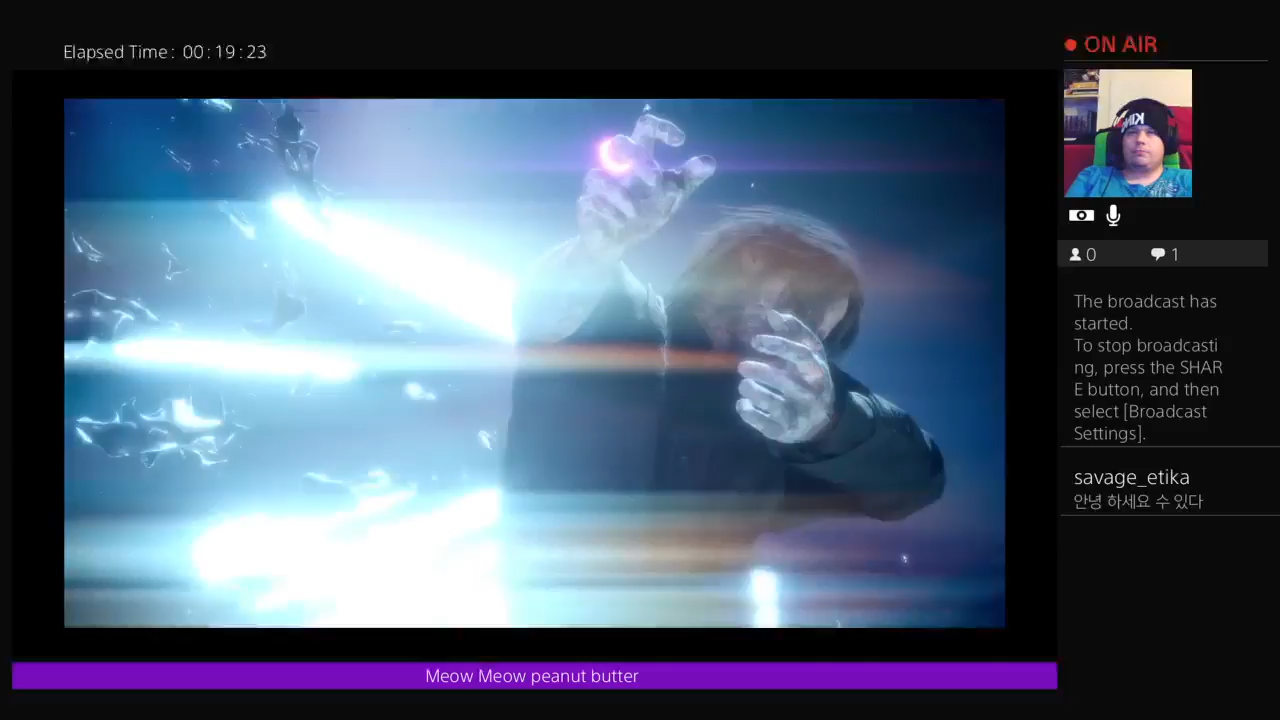 Elapsed Time: 00:19:23
ON AIR
0
1
The broadcast has
started.
To stop broadcasti
ng, press the SHAR
E button, and then
select [Broadcast
Settings].
savage_etika
안녕 하세요 수 있다
Meow Meow peanut butter